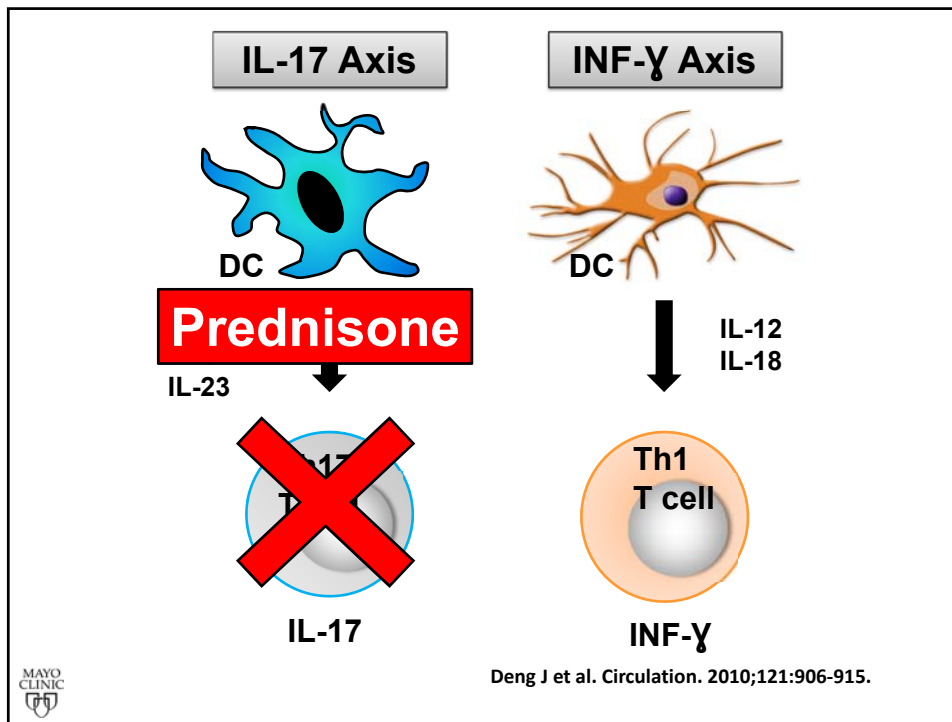 IL-17 Axis
INF-Ɣ Axis
DC
DC
Prednisone
IL-12
IL-18
IL-23
Th1
T cell
IL-17
INF-Ɣ
MAYO
CLINIC
Deng J et al. Circulation. 2010;121:906-915.